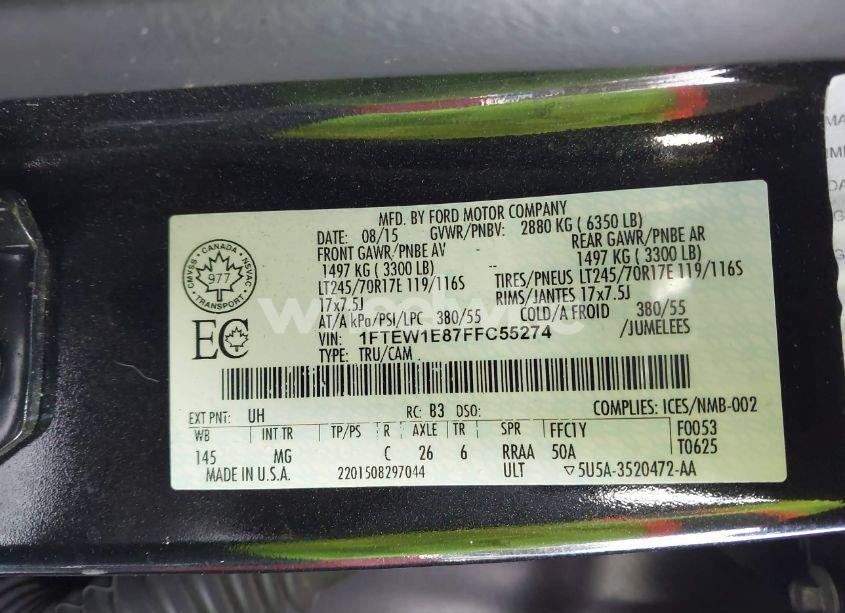 MFD. BY FORD MOTOR COMPANY
DATE: 08/15 GVWR/PNBV: 2880 KG ( 6350 LB)
FRONT GAWR/PNBE AV - REAR GAWR/PNBE AR
1497 KG ( 3300 LB) -- 1497 KG ( 3300 LB)
LT245/70R17E 119/116S TIRES/PNEUS LT245/70R17E 119/116S
17x7.5J RIMS/JANTES 17x7.5J
AT/A kPa/PSI/LPC 380/55 COLD/A FROID 380/55
VIN: 1FTEW1E87FFC55274 /JUMELEES
TYPE: TRU/CAM
CMVSS · CANADA · NSVAC
977
TRANSPORT
EC
EXT PNT: UH RC: B3 DSO: COMPLIES: ICES/NMB-002
WB INT TR TP/PS R AXLE TR SPR FFC1Y F0053
145 MG C 26 6 RRAA 50A T0625
MADE IN U.S.A. 2201508297044 ULT ▽5U5A-3520472-AA